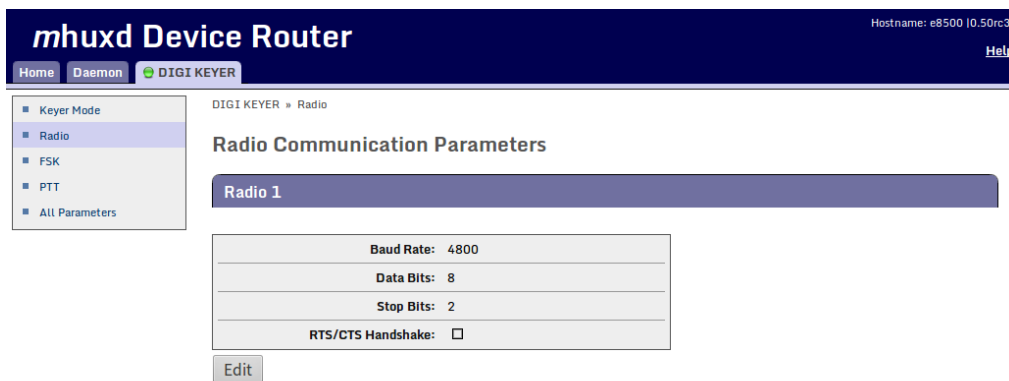 mhuxd Device Router
Hostname: e8500 |0.50rc3
Help
Home Daemon DIGI KEYER
Keyer Mode
Radio
FSK
PTT
All Parameters
DIGI KEYER » Radio
Radio Communication Parameters
Radio 1
Baud Rate: 4800
Data Bits: 8
Stop Bits: 2
RTS/CTS Handshake:
Edit